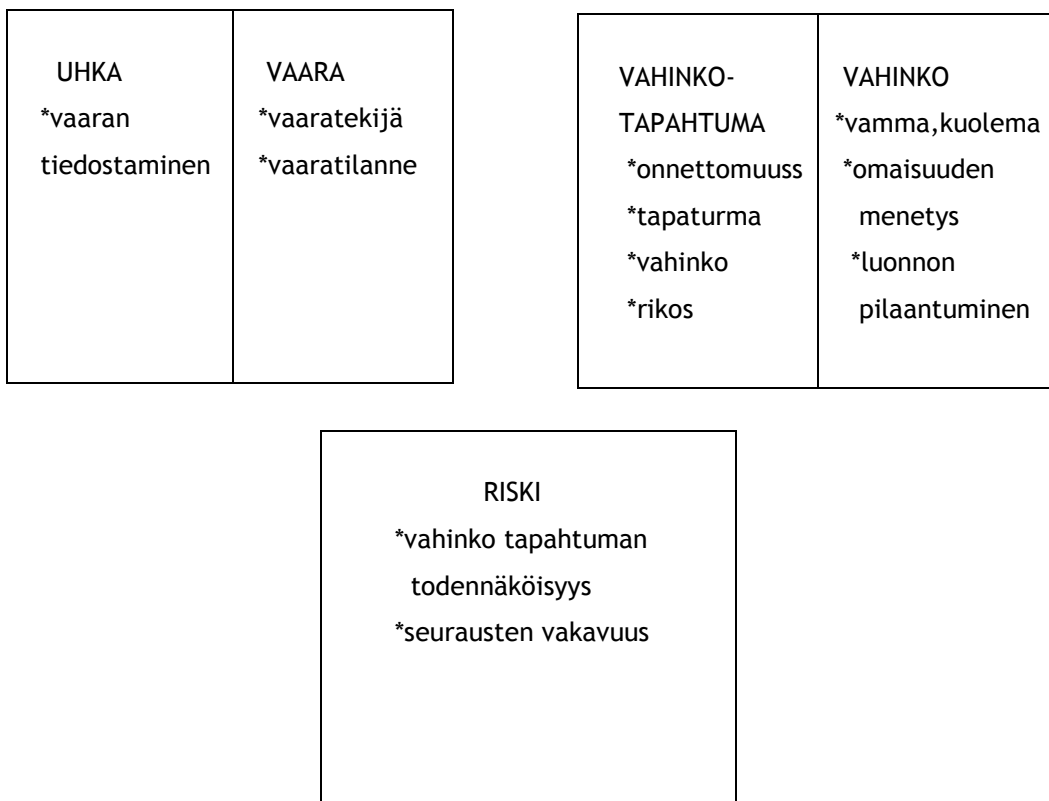 UHKA
*vaaran
tiedostaminen
VAARA
*vaaratekijä
*vaaratilanne
VAHINKO-
TAPAHTUMA
*onnettomuuss
*tapaturma
*vahinko
*rikos
VAHINKO
*vamma,kuolema
*omaisuuden
menetys
*luonnon
pilaantuminen
RISKI
*vahinko tapahtuman
todennäköisyys
*seurausten vakavuus